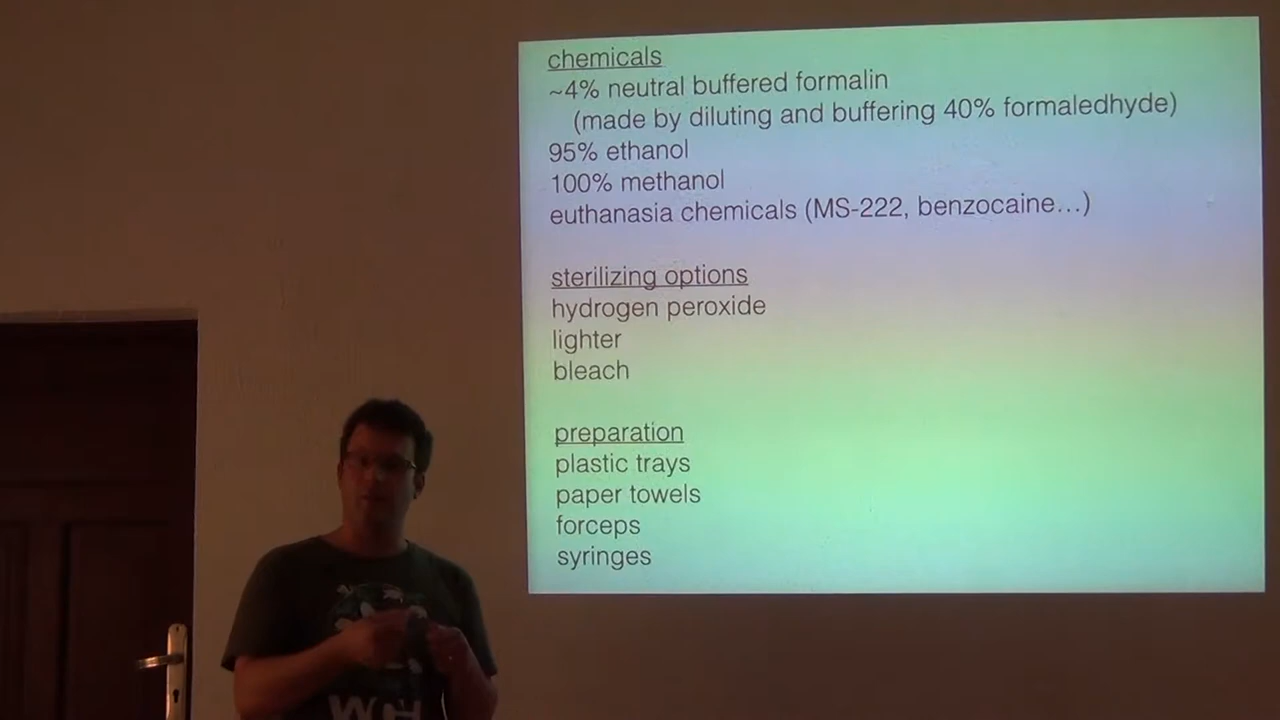 chemicals
~4% neutral buffered formalin
(made by diluting and buffering 40% formaledhyde)
95% ethanol
100% methanol
euthanasia chemicals (MS-222, benzocaine…)
sterilizing options
hydrogen peroxide
lighter
bleach
preparation
plastic trays
paper towels
forceps
syringes
WCH